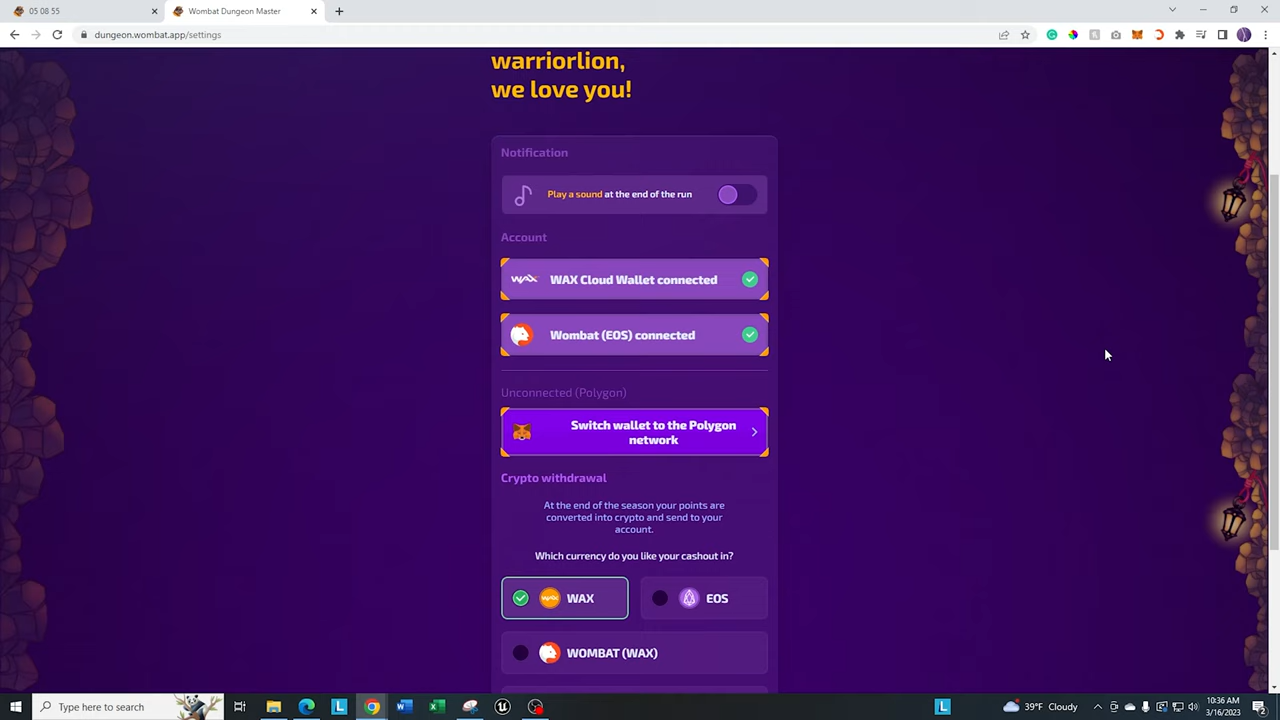 05 08 55
Wombat Dungeon Master
dungeon.wombat.app/settings
warriorlion,
we love you!
Notification
Play a sound at the end of the run
Account
WAX WAX Cloud Wallet connected
Wombat (EOS) connected
Unconnected (Polygon)
Switch wallet to the Polygon
network
Crypto withdrawal
At the end of the season your points are
converted into crypto and send to your
account.
Which currency do you like your cashout in?
WAX
EOS
WOMBAT (WAX)
Type here to search
39°F Cloudy
10:36 AM
3/16/2023
2